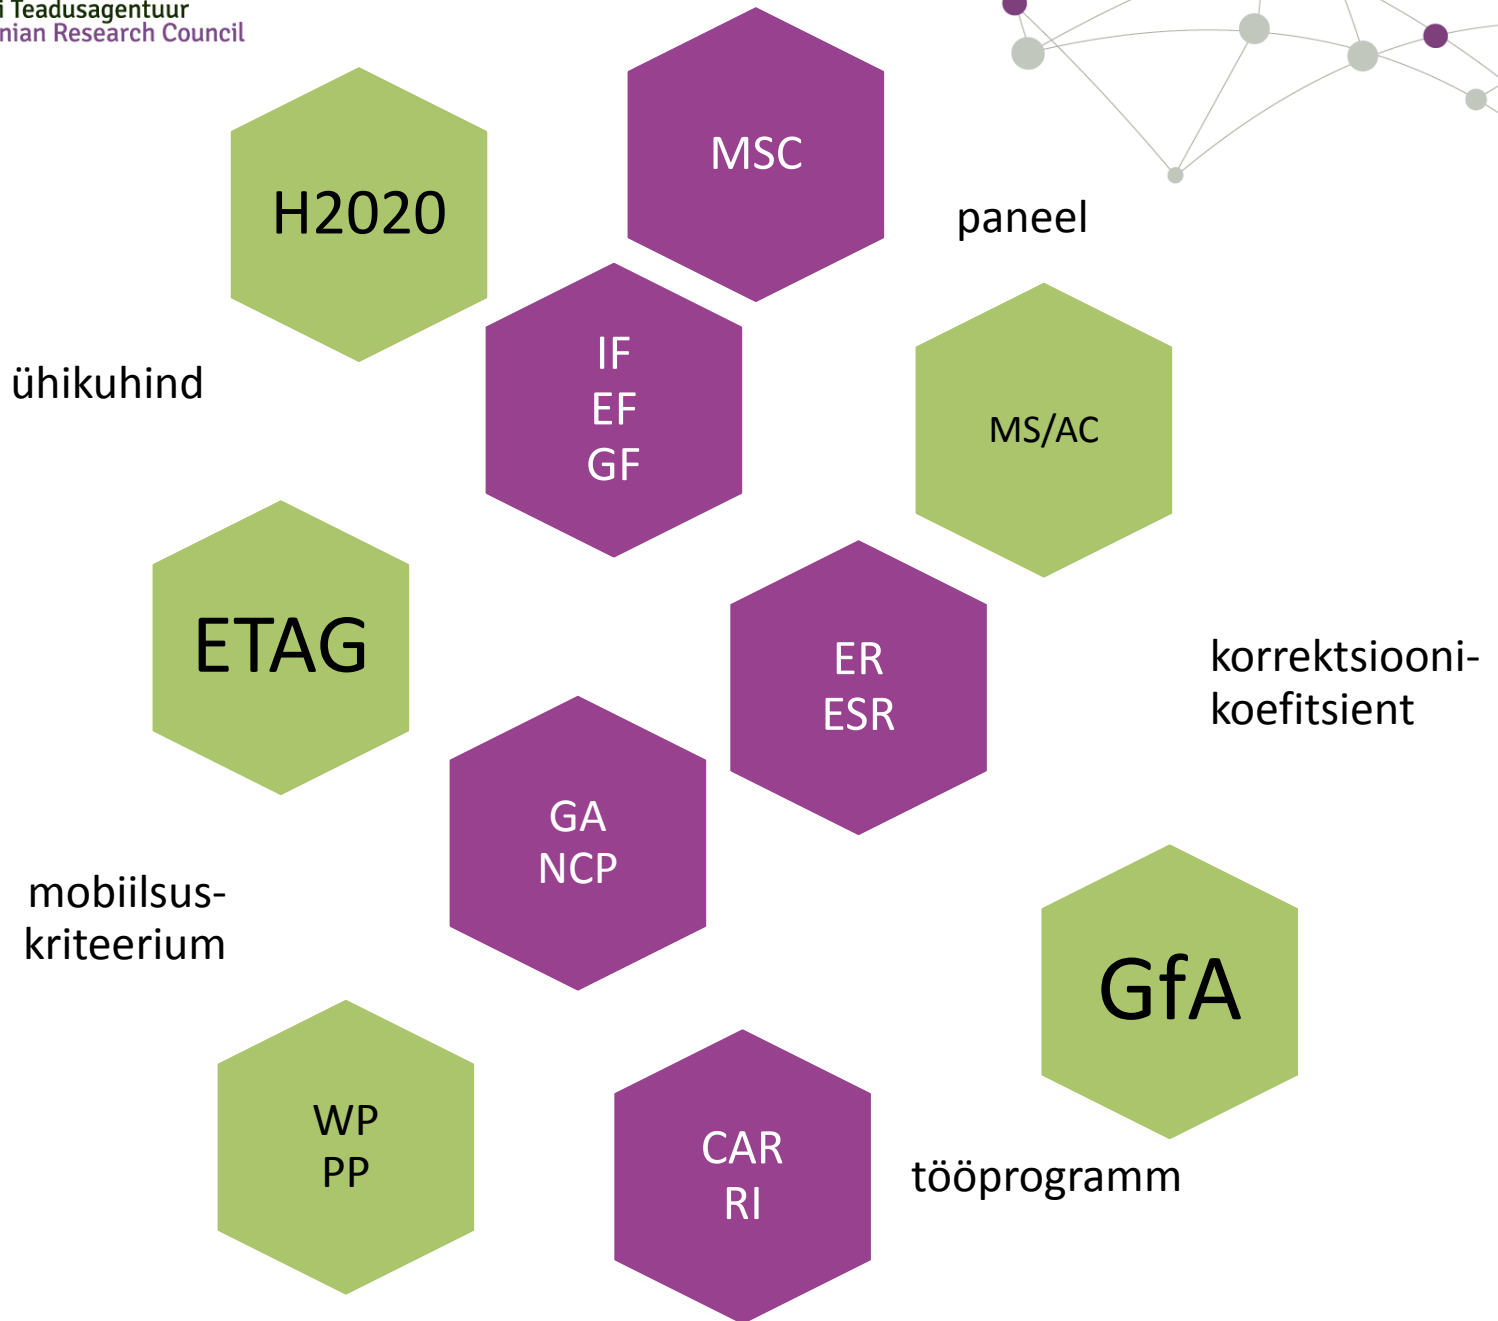 i Teadusagentuur
nian Research Council
MSC
H2020
paneel
IF
EF
GF
ühikuhind
MS/AC
ETAG
ER
ESR
korrektsiooni-
koefitsient
GA
NCP
mobiilsus-
kriteerium
GfA
WP
PP
CAR
RI
tööprogramm